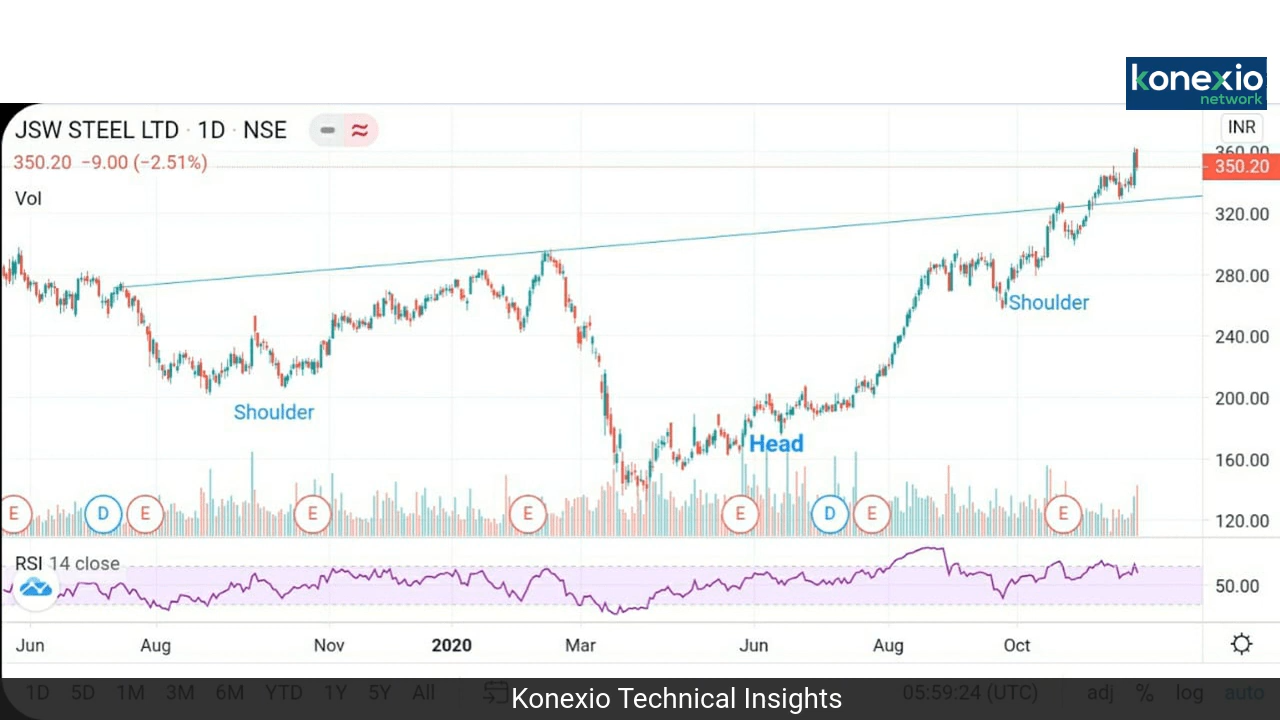 konexio
network
JSW STEEL LTD · 1D · NSE
INR
350.20 −9.00 (−2.51%)
360.00
350.20
Vol
320.00
280.00
Shoulder
240.00
200.00
Shoulder
Head
160.00
E D E E E E D E E
120.00
RSI 14 close
50.00
Jun Aug Nov 2020 Mar Jun Aug Oct
1D 5D 1M 3M 6M YTD 1Y 5Y All 05:59:24 (UTC) adj % log auto
Konexio Technical Insights